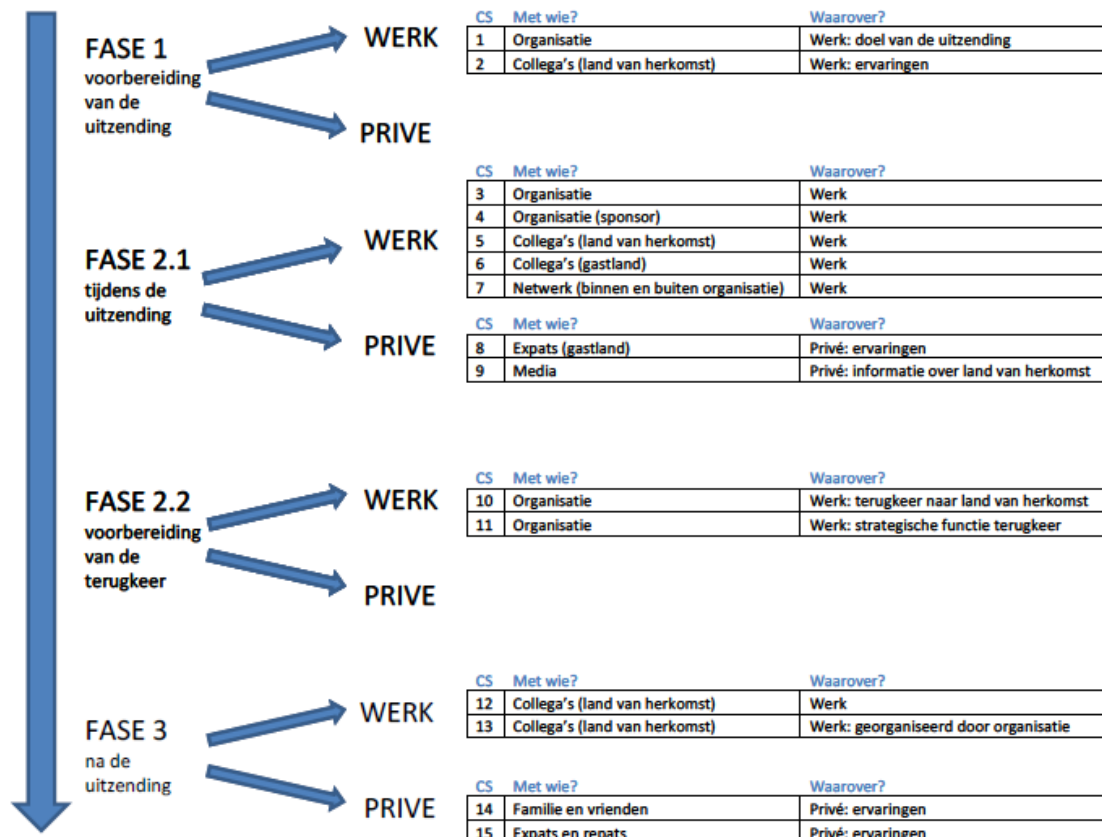 FASE 1
voorbereiding
van de
uitzending
WERK
CS Met wie? Waarover?
1 Organisatie Werk: doel van de uitzending
2 Collega's (land van herkomst) Werk: ervaringen
PRIVE
FASE 2.1
tijdens de
uitzending
WERK
CS Met wie? Waarover?
3 Organisatie Werk
4 Organisatie (sponsor) Werk
5 Collega's (land van herkomst) Werk
6 Collega's (gastland) Werk
7 Netwerk (binnen en buiten organisatie) Werk
PRIVE
CS Met wie? Waarover?
8 Expats (gastland) Privé: ervaringen
9 Media Privé: informatie over land van herkomst
FASE 2.2
voorbereiding
van de
terugkeer
WERK
CS Met wie? Waarover?
10 Organisatie Werk: terugkeer naar land van herkomst
11 Organisatie Werk: strategische functie terugkeer
PRIVE
FASE 3
na de
uitzending
WERK
CS Met wie? Waarover?
12 Collega's (land van herkomst) Werk
13 Collega's (land van herkomst) Werk: georganiseerd door organisatie
PRIVE
CS Met wie? Waarover?
14 Familie en vrienden Privé: ervaringen
15 Expats en repats Privé: ervaringen